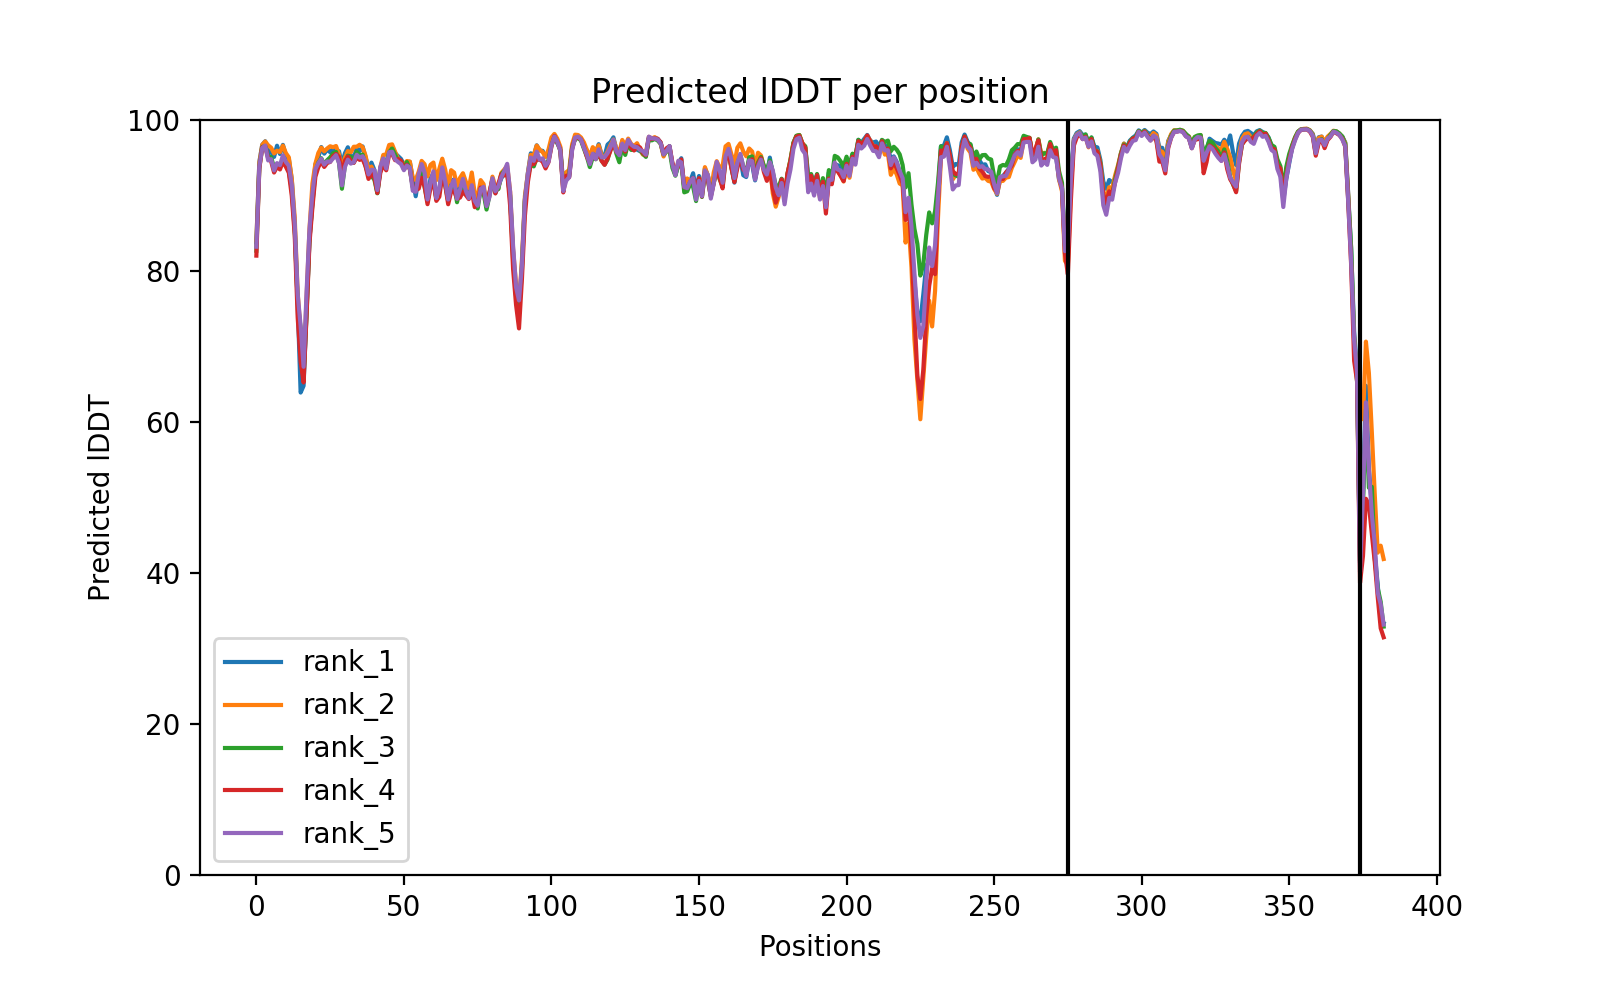 Predicted lDDT per position
Predicted lDDT
100
80
60
40
20
0
rank_1
rank_2
rank_3
rank_4
rank_5
0 50 100 150 200 250 300 350 400
Positions